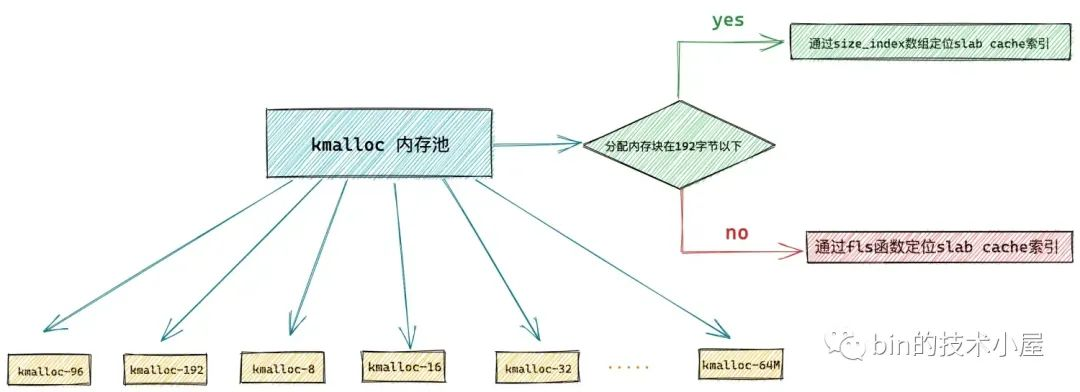 yes
通过size_index数组定位slab cache索引
kmalloc 内存池
分配内存块在192字节以下
no
通过fls函数定位slab cache索引
kmalloc-96
kmalloc-192
kmalloc-8
kmalloc-16
kmalloc-32
.....
kmalloc-64M
bin的技术小屋